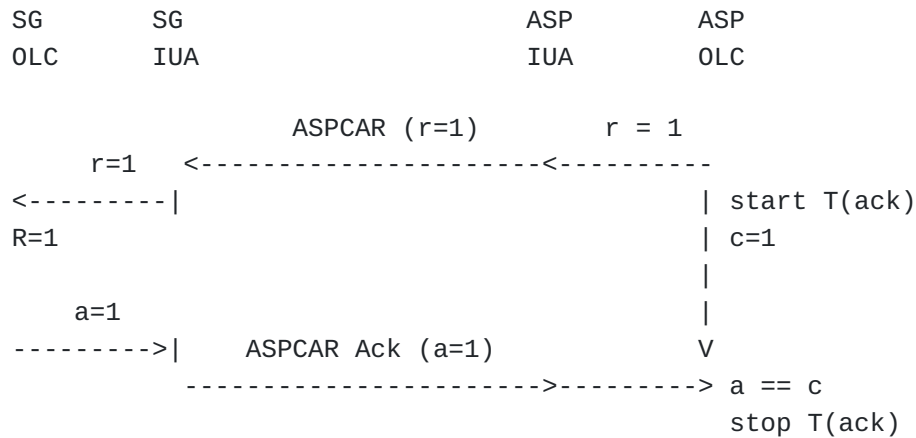 SG SG ASP ASP
OLC IUA IUA OLC
ASPCAR (r=1) r = 1
r=1 <----------------------<----------
<---------| | start T(ack)
R=1 | c=1
|
a=1 |
--------->| ASPCAR Ack (a=1) V
----------------------->---------> a == c
stop T(ack)